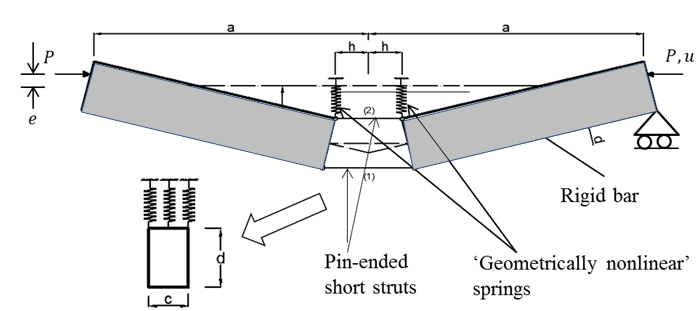 a
a
h
h
P
P, u
e
(2)
(1)
d
Rigid bar
d
c
Pin-ended
short struts
‘Geometrically nonlinear’
springs